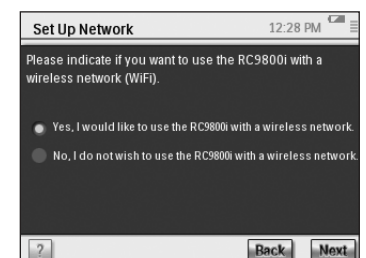 Set Up Network 12:28 PM
Please indicate if you want to use the RC9800i with a
wireless network (WiFi).
Yes, I would like to use the RC9800i with a wireless network.
No, I do not wish to use the RC9800i with a wireless network.
? Back Next